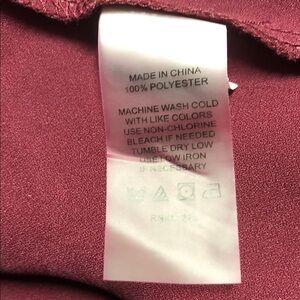 MADE IN CHINA
100% POLYESTER
MACHINE WASH COLD
WITH LIKE COLORS
USE NON-CHLORINE
BLEACH IF NEEDED
TUMBLE DRY LOW
USE LOW IRON
IF NECESSARY